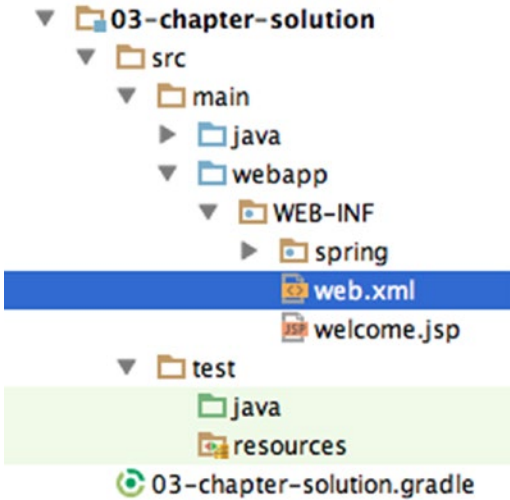 03-chapter-solution
src
main
java
webapp
WEB-INF
spring
web.xml
JSP welcome.jsp
test
java
resources
03-chapter-solution.gradle